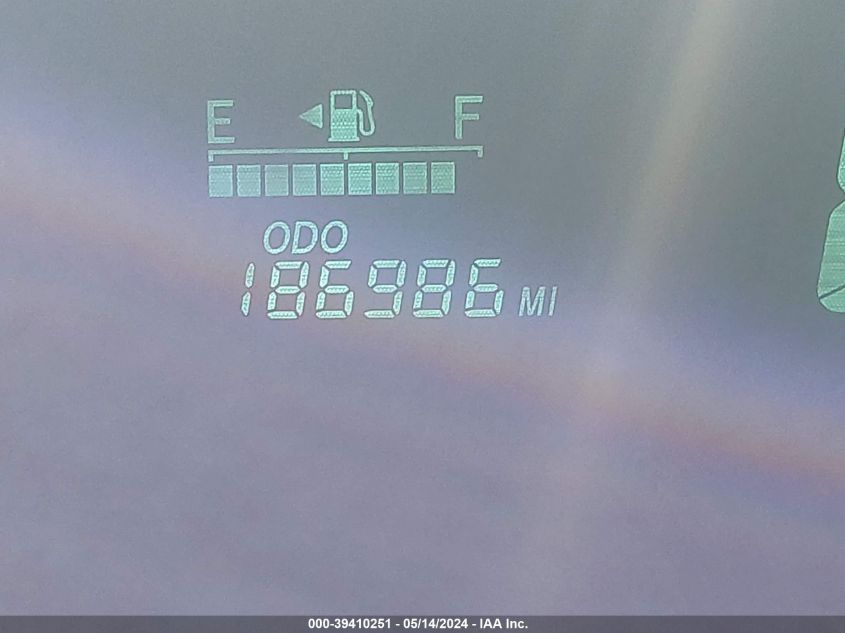 E F
ODO
186986 MI
000-39410251 - 05/14/2024 - IAA Inc.